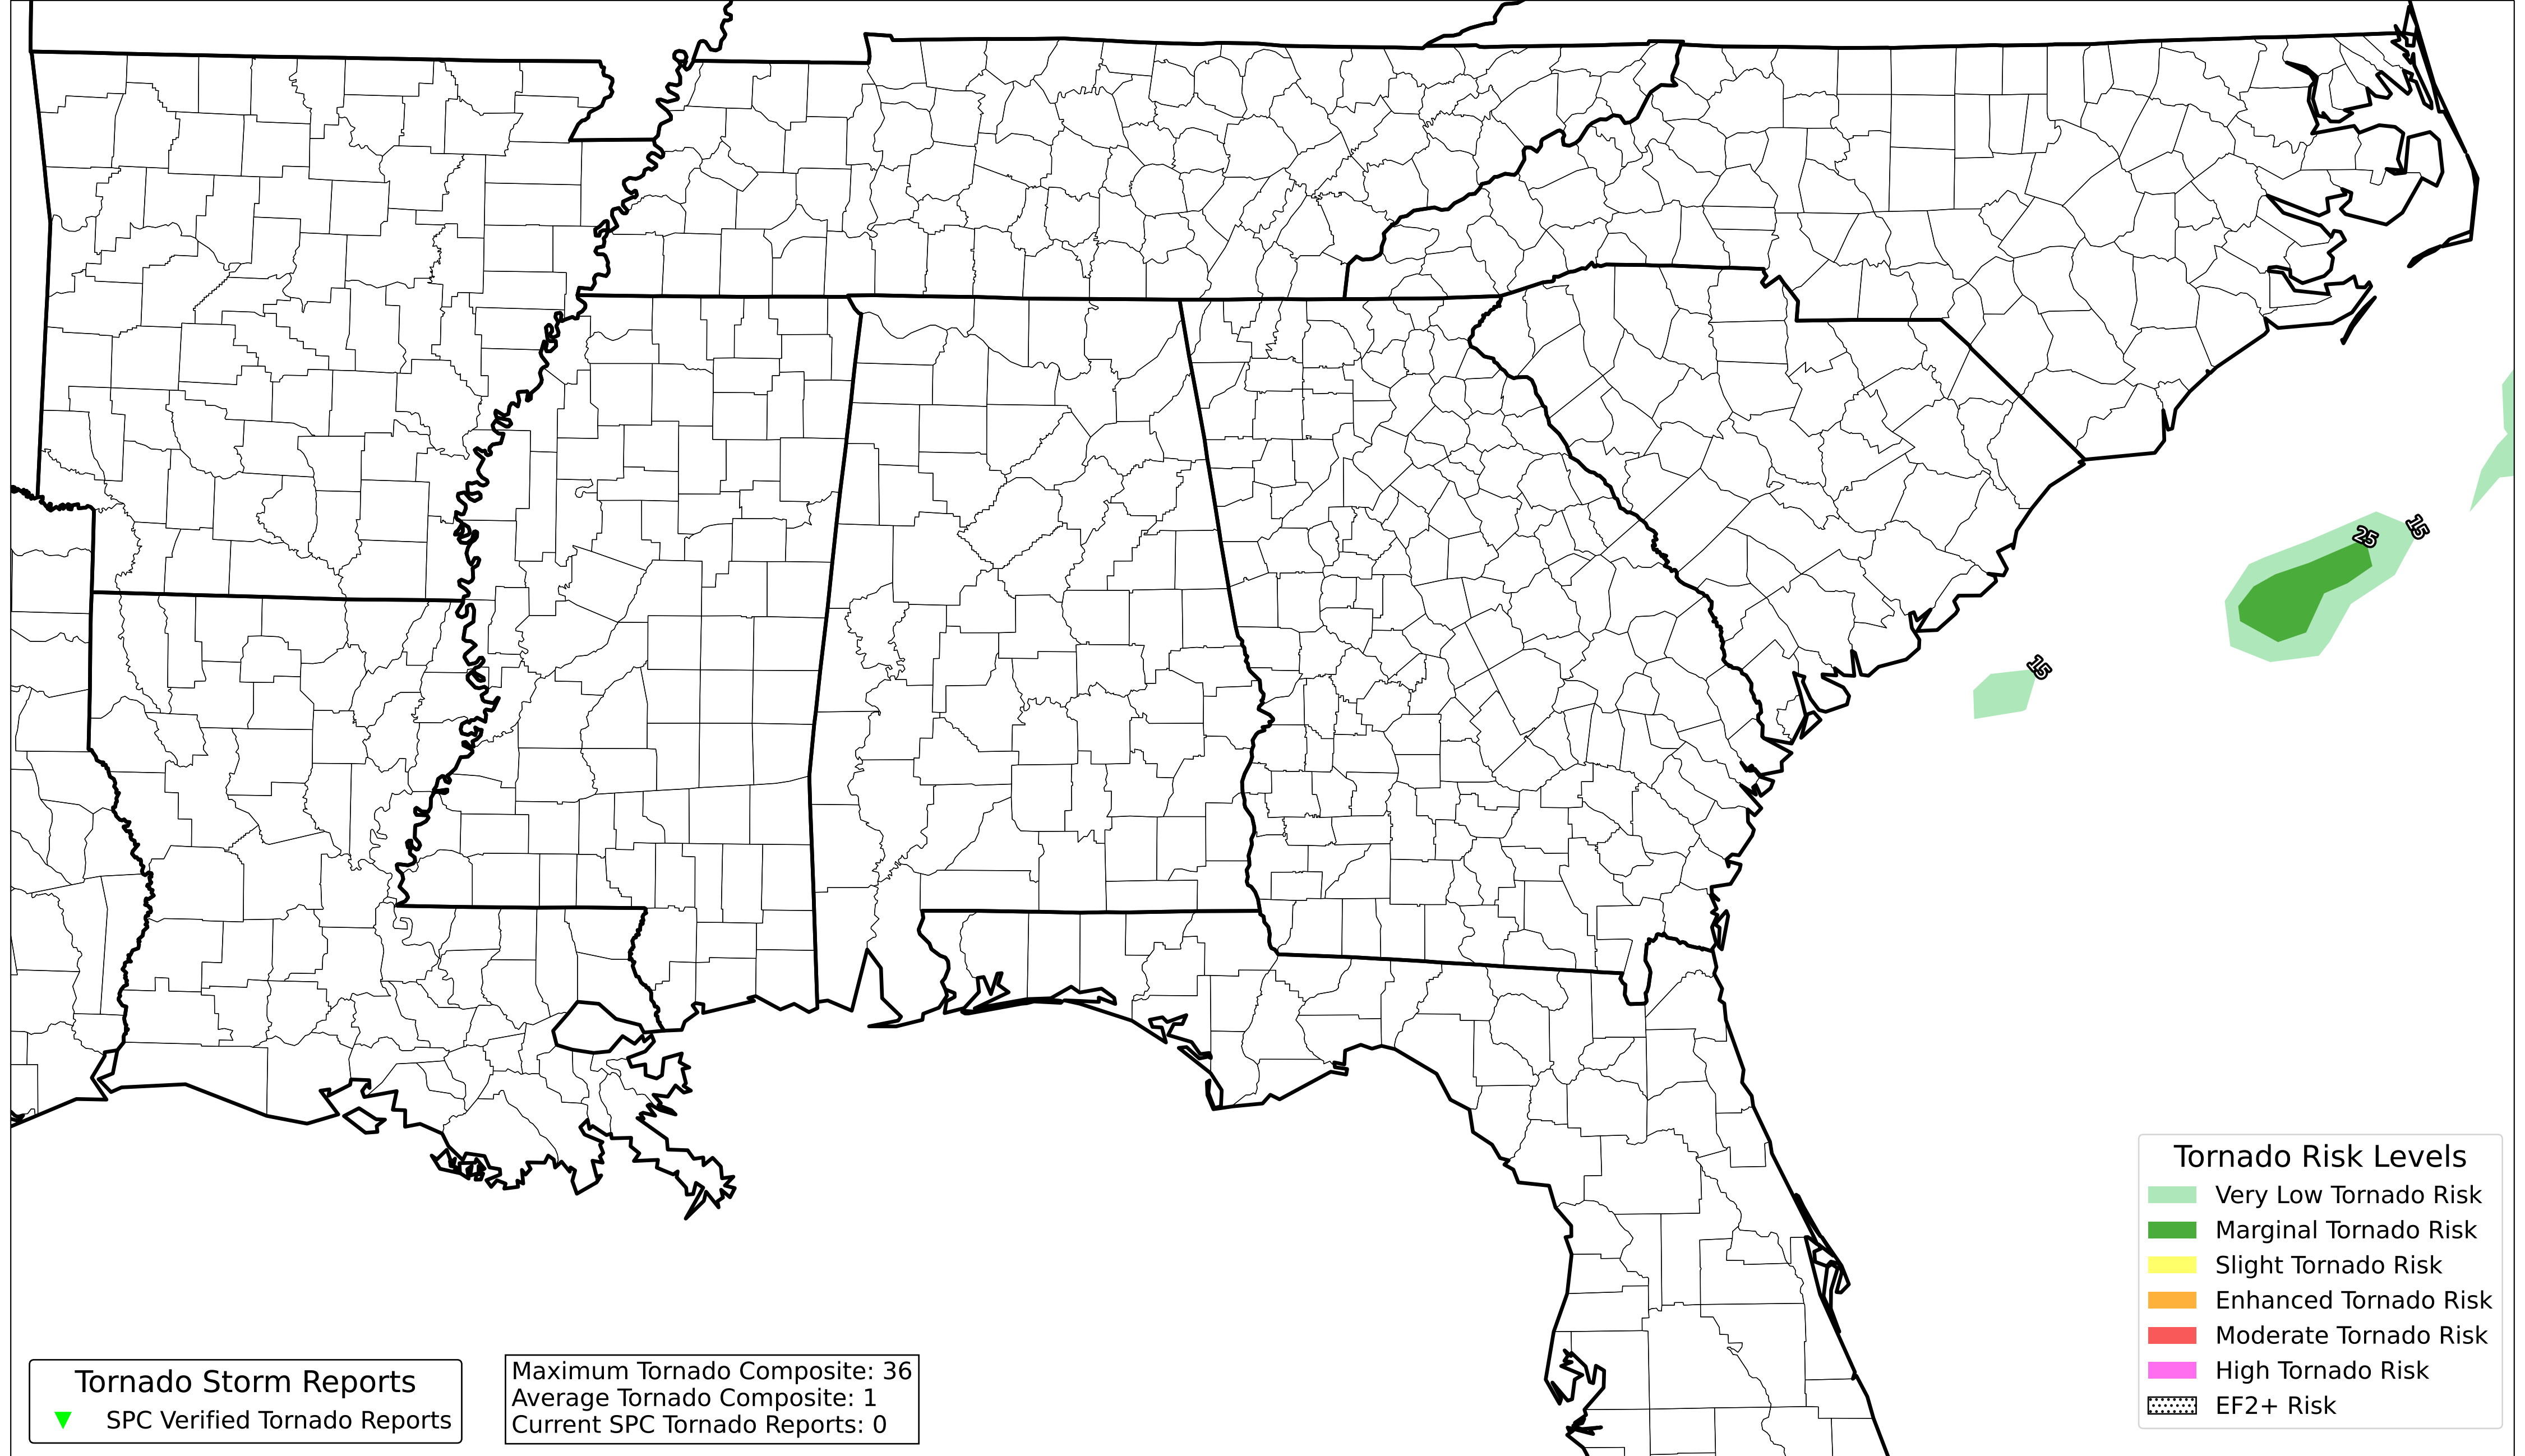 25
15
15
Tornado Risk Levels
Very Low Tornado Risk
Marginal Tornado Risk
Slight Tornado Risk
Enhanced Tornado Risk
Moderate Tornado Risk
High Tornado Risk
EF2+ Risk
Tornado Storm Reports
SPC Verified Tornado Reports
Maximum Tornado Composite: 36
Average Tornado Composite: 1
Current SPC Tornado Reports: 0